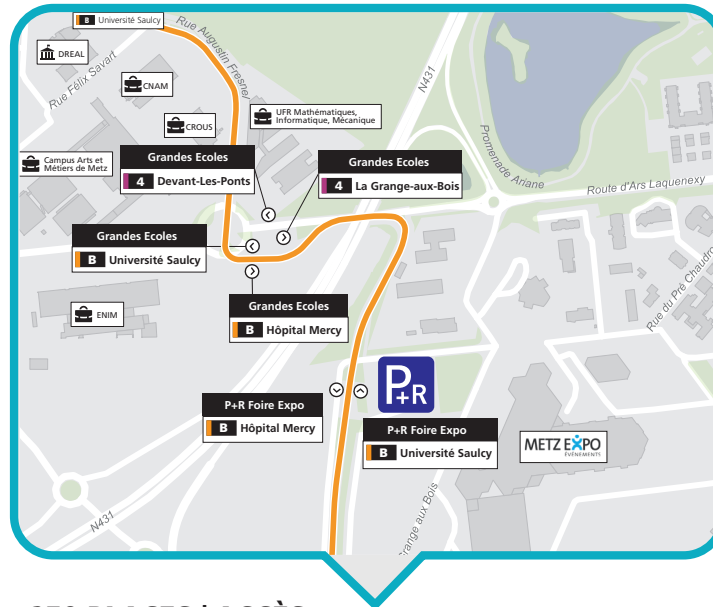 B Université Saulcy
Rue Augustin Fresnel
DREAL
Rue Félix Savart
CNAM
CROUS
UFR Mathématiques,
Informatique, Mécanique
N431
Campus Arts et
Métiers de Metz
Grandes Ecoles
4 Devant-Les-Ponts
Grandes Ecoles
4 La Grange-aux-Bois
Promenade Ariane
Route d'Ars Laquenexy
Grandes Ecoles
B Université Saulcy
Rue du Pré Chaudro
ENIM
Grandes Ecoles
B Hôpital Mercy
P+R
P+R Foire Expo
B Hôpital Mercy
P+R Foire Expo
B Université Saulcy
METZ EXPO
ÉVÉNEMENTS
N431
Grange aux Bois